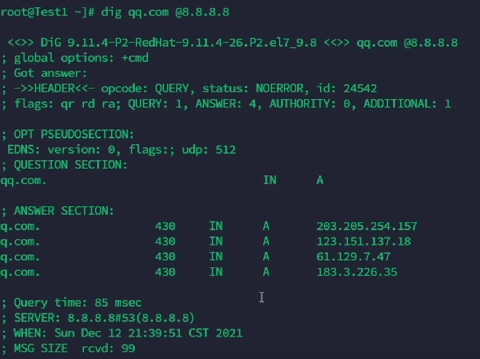 root@Test1 ]# dig qq.com @8.8.8.8
<<>> DiG 9.11.4-P2-RedHat-9.11.4-26.P2.el7_9.8 <<>> qq.com @8.8.8.8
; global options: +cmd
; Got answer:
; ->>HEADER<<- opcode: QUERY, status: NOERROR, id: 24542
; flags: qr rd ra; QUERY: 1, ANSWER: 4, AUTHORITY: 0, ADDITIONAL: 1
; OPT PSEUDOSECTION:
EDNS: version: 0, flags:; udp: 512
; QUESTION SECTION:
qq.com. IN A
; ANSWER SECTION:
q.com. 430 IN A 203.205.254.157
q.com. 430 IN A 123.151.137.18
q.com. 430 IN A 61.129.7.47
q.com. 430 IN A 183.3.226.35
; Query time: 85 msec
; SERVER: 8.8.8.8#53(8.8.8.8)
; WHEN: Sun Dec 12 21:39:51 CST 2021
; MSG SIZE rcvd: 99